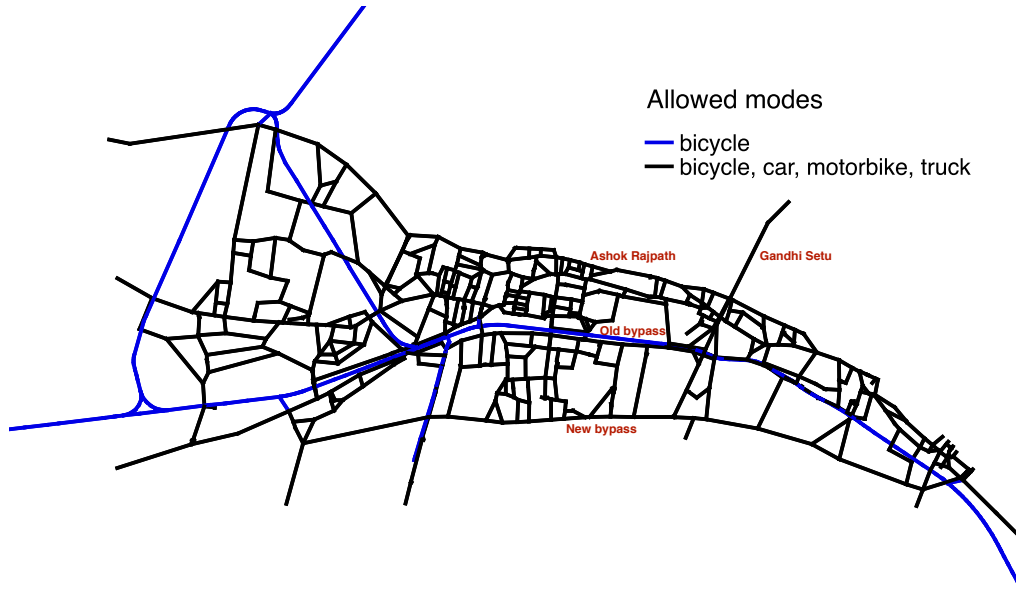 Allowed modes
bicycle
bicycle, car, motorbike, truck
Ashok Rajpath
Gandhi Setu
Old bypass
New bypass